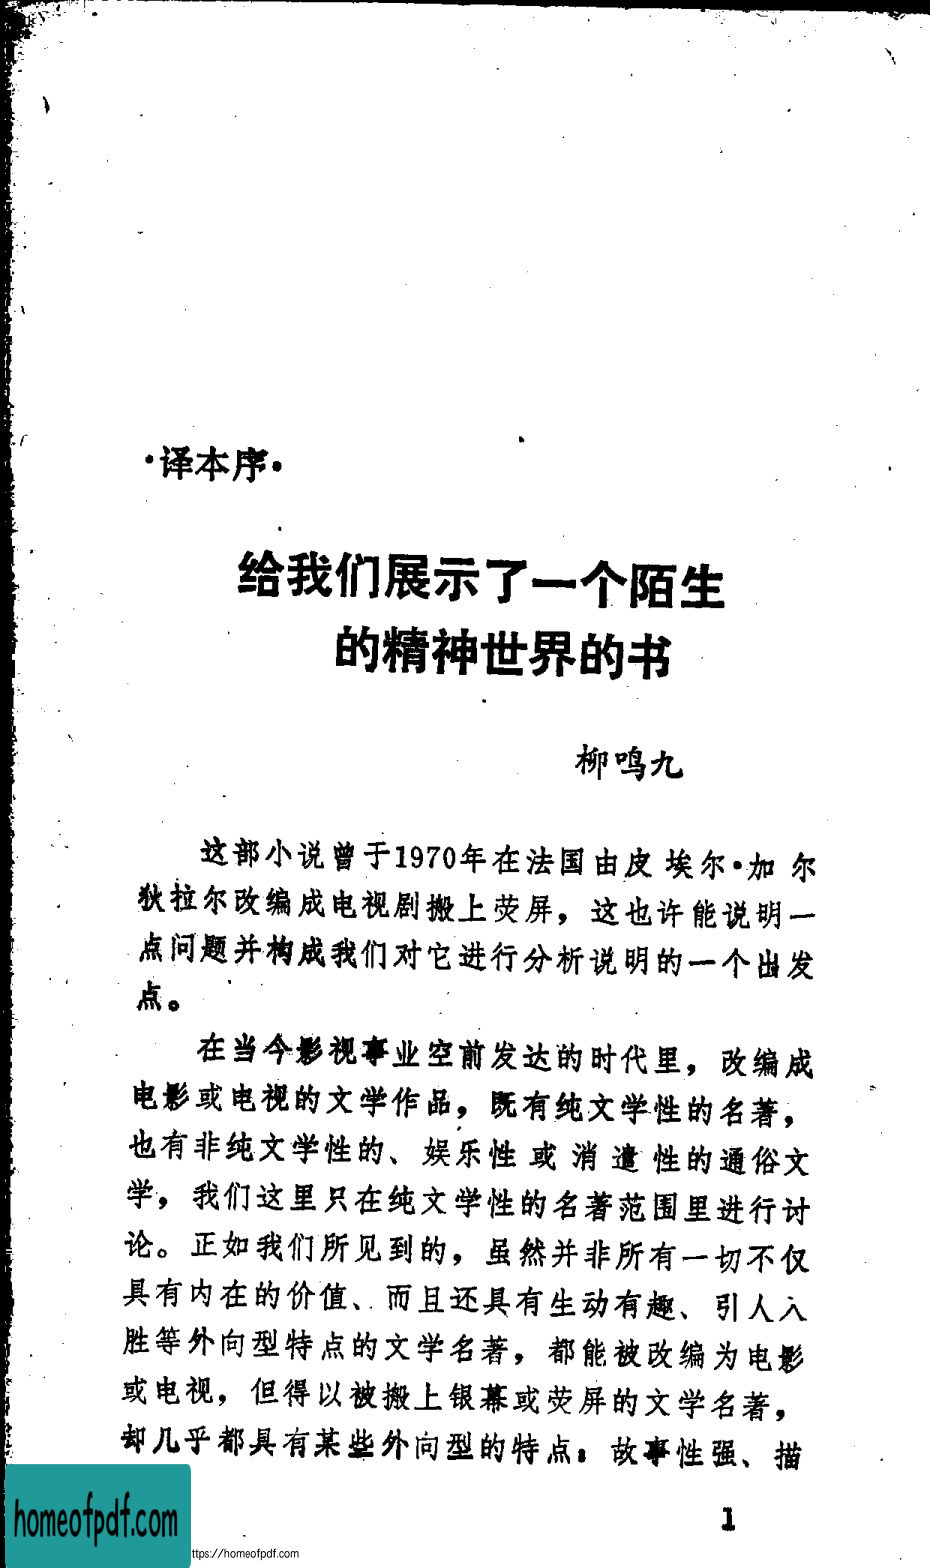 ·译本序·
给我们展示了一个陌生
的精神世界的书
柳鸣九
这部小说曾于1970年在法国由皮埃尔·加尔
狄拉尔改编成电视剧搬上荧屏，这也许能说明一
点问题并构成我们对它进行分析说明的一个出发
点。
在当今影视事业空前发达的时代里，改编成
电影或电视的文学作品，既有纯文学性的名著，
也有非纯文学性的、娱乐性或消遣性的通俗文
学，我们这里只在纯文学性的名著范围里进行讨
论。正如我们所见到的，虽然并非所有一切不仅
具有内在的价值、而且还具有生动有趣、引人入
胜等外向型特点的文学名著，都能被改编为电影
或电视，但得以被搬上银幕或荧屏的文学名著，
却几乎都具有某些外向型的特点：故事性强、描
1
homeofpdf.com
ttps://homeofpdf.com